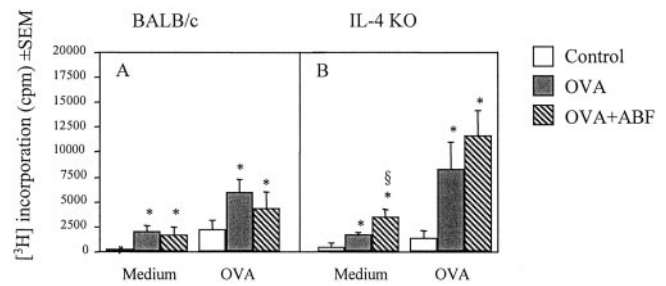 BALB/c IL-4 KO
[³H] incorporation (cpm) ±SEM
20000
17500
15000
12500
10000
7500
5000
2500
0
A
* * * *
B
* § * * *
Medium OVA Medium OVA
Control
OVA
OVA+ABF